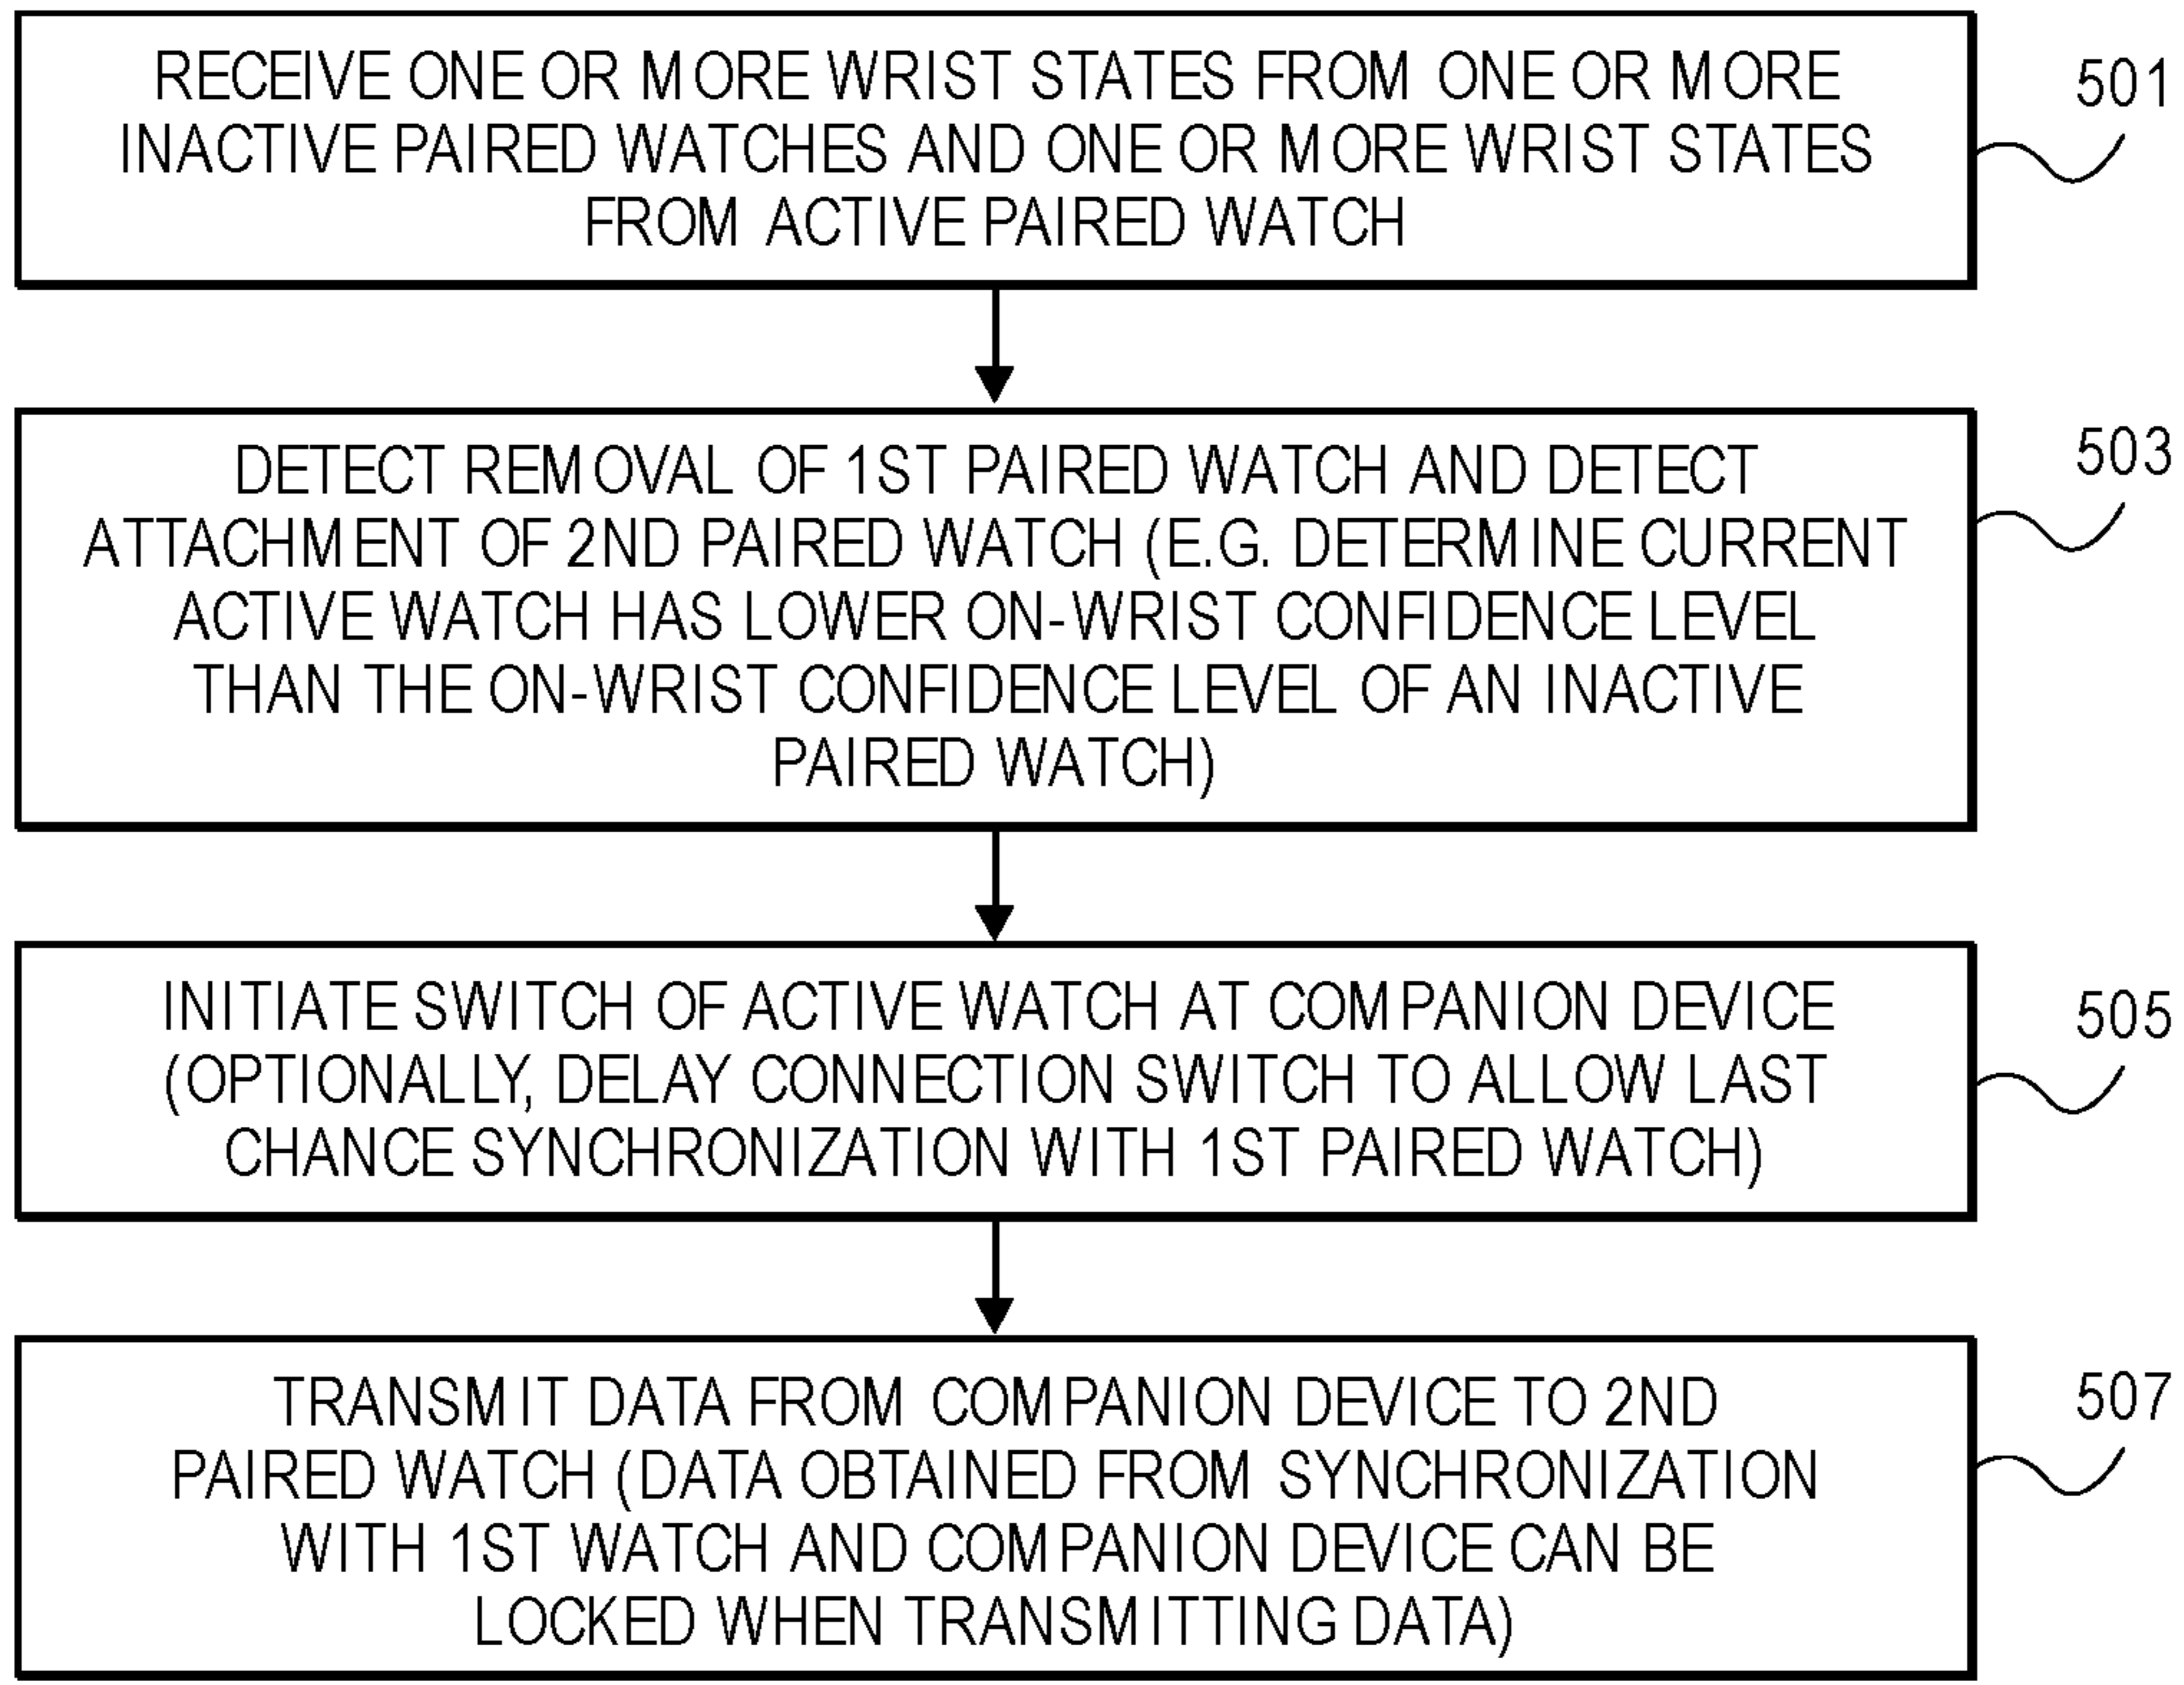 RECEIVE ONE OR MORE WRIST STATES FROM ONE OR MORE
INACTIVE PAIRED WATCHES AND ONE OR MORE WRIST STATES
FROM ACTIVE PAIRED WATCH
501
DETECT REMOVAL OF 1ST PAIRED WATCH AND DETECT
ATTACHMENT OF 2ND PAIRED WATCH (E.G. DETERMINE CURRENT
ACTIVE WATCH HAS LOWER ON-WRIST CONFIDENCE LEVEL
THAN THE ON-WRIST CONFIDENCE LEVEL OF AN INACTIVE
PAIRED WATCH)
503
INITIATE SWITCH OF ACTIVE WATCH AT COMPANION DEVICE
(OPTIONALLY, DELAY CONNECTION SWITCH TO ALLOW LAST
CHANCE SYNCHRONIZATION WITH 1ST PAIRED WATCH)
505
TRANSMIT DATA FROM COMPANION DEVICE TO 2ND
PAIRED WATCH (DATA OBTAINED FROM SYNCHRONIZATION
WITH 1ST WATCH AND COMPANION DEVICE CAN BE
LOCKED WHEN TRANSMITTING DATA)
507